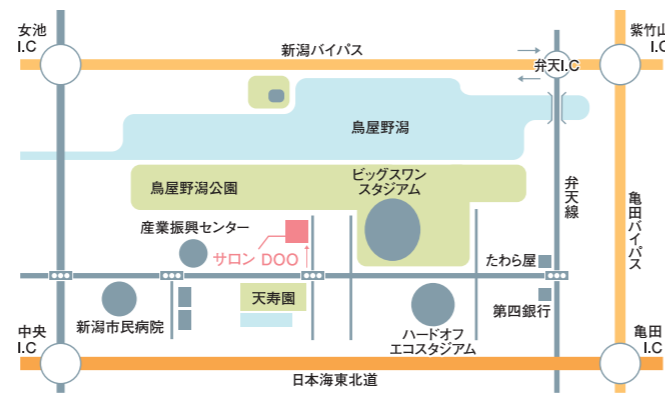 女池
I.C
新潟バイパス
弁天I.C
紫竹山
I.C
鳥屋野潟
鳥屋野潟公園
ビッグスワン
スタジアム
弁天線
亀田バイパス
産業振興センター
サロン DOO
たわら屋
天寿園
第四銀行
新潟市民病院
ハードオフ
エコスタジアム
中央
I.C
亀田
I.C
日本海東北道